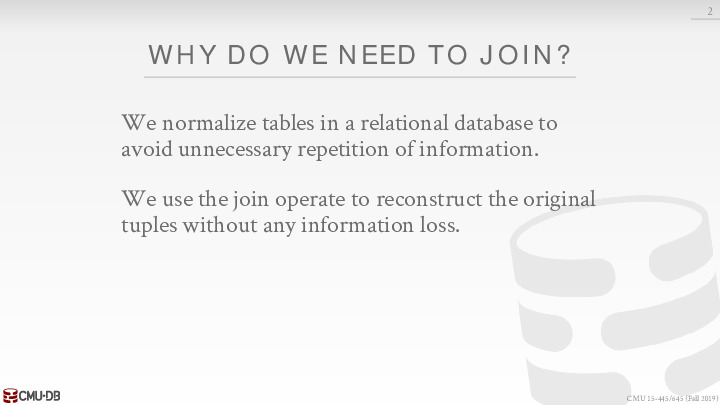 2
WHY DO WE NEED TO JOIN?
We normalize tables in a relational database to
avoid unnecessary repetition of information.
We use the join operate to reconstruct the original
tuples without any information loss.
CMU·DB
CMU 15-445/645 (Fall 2019)